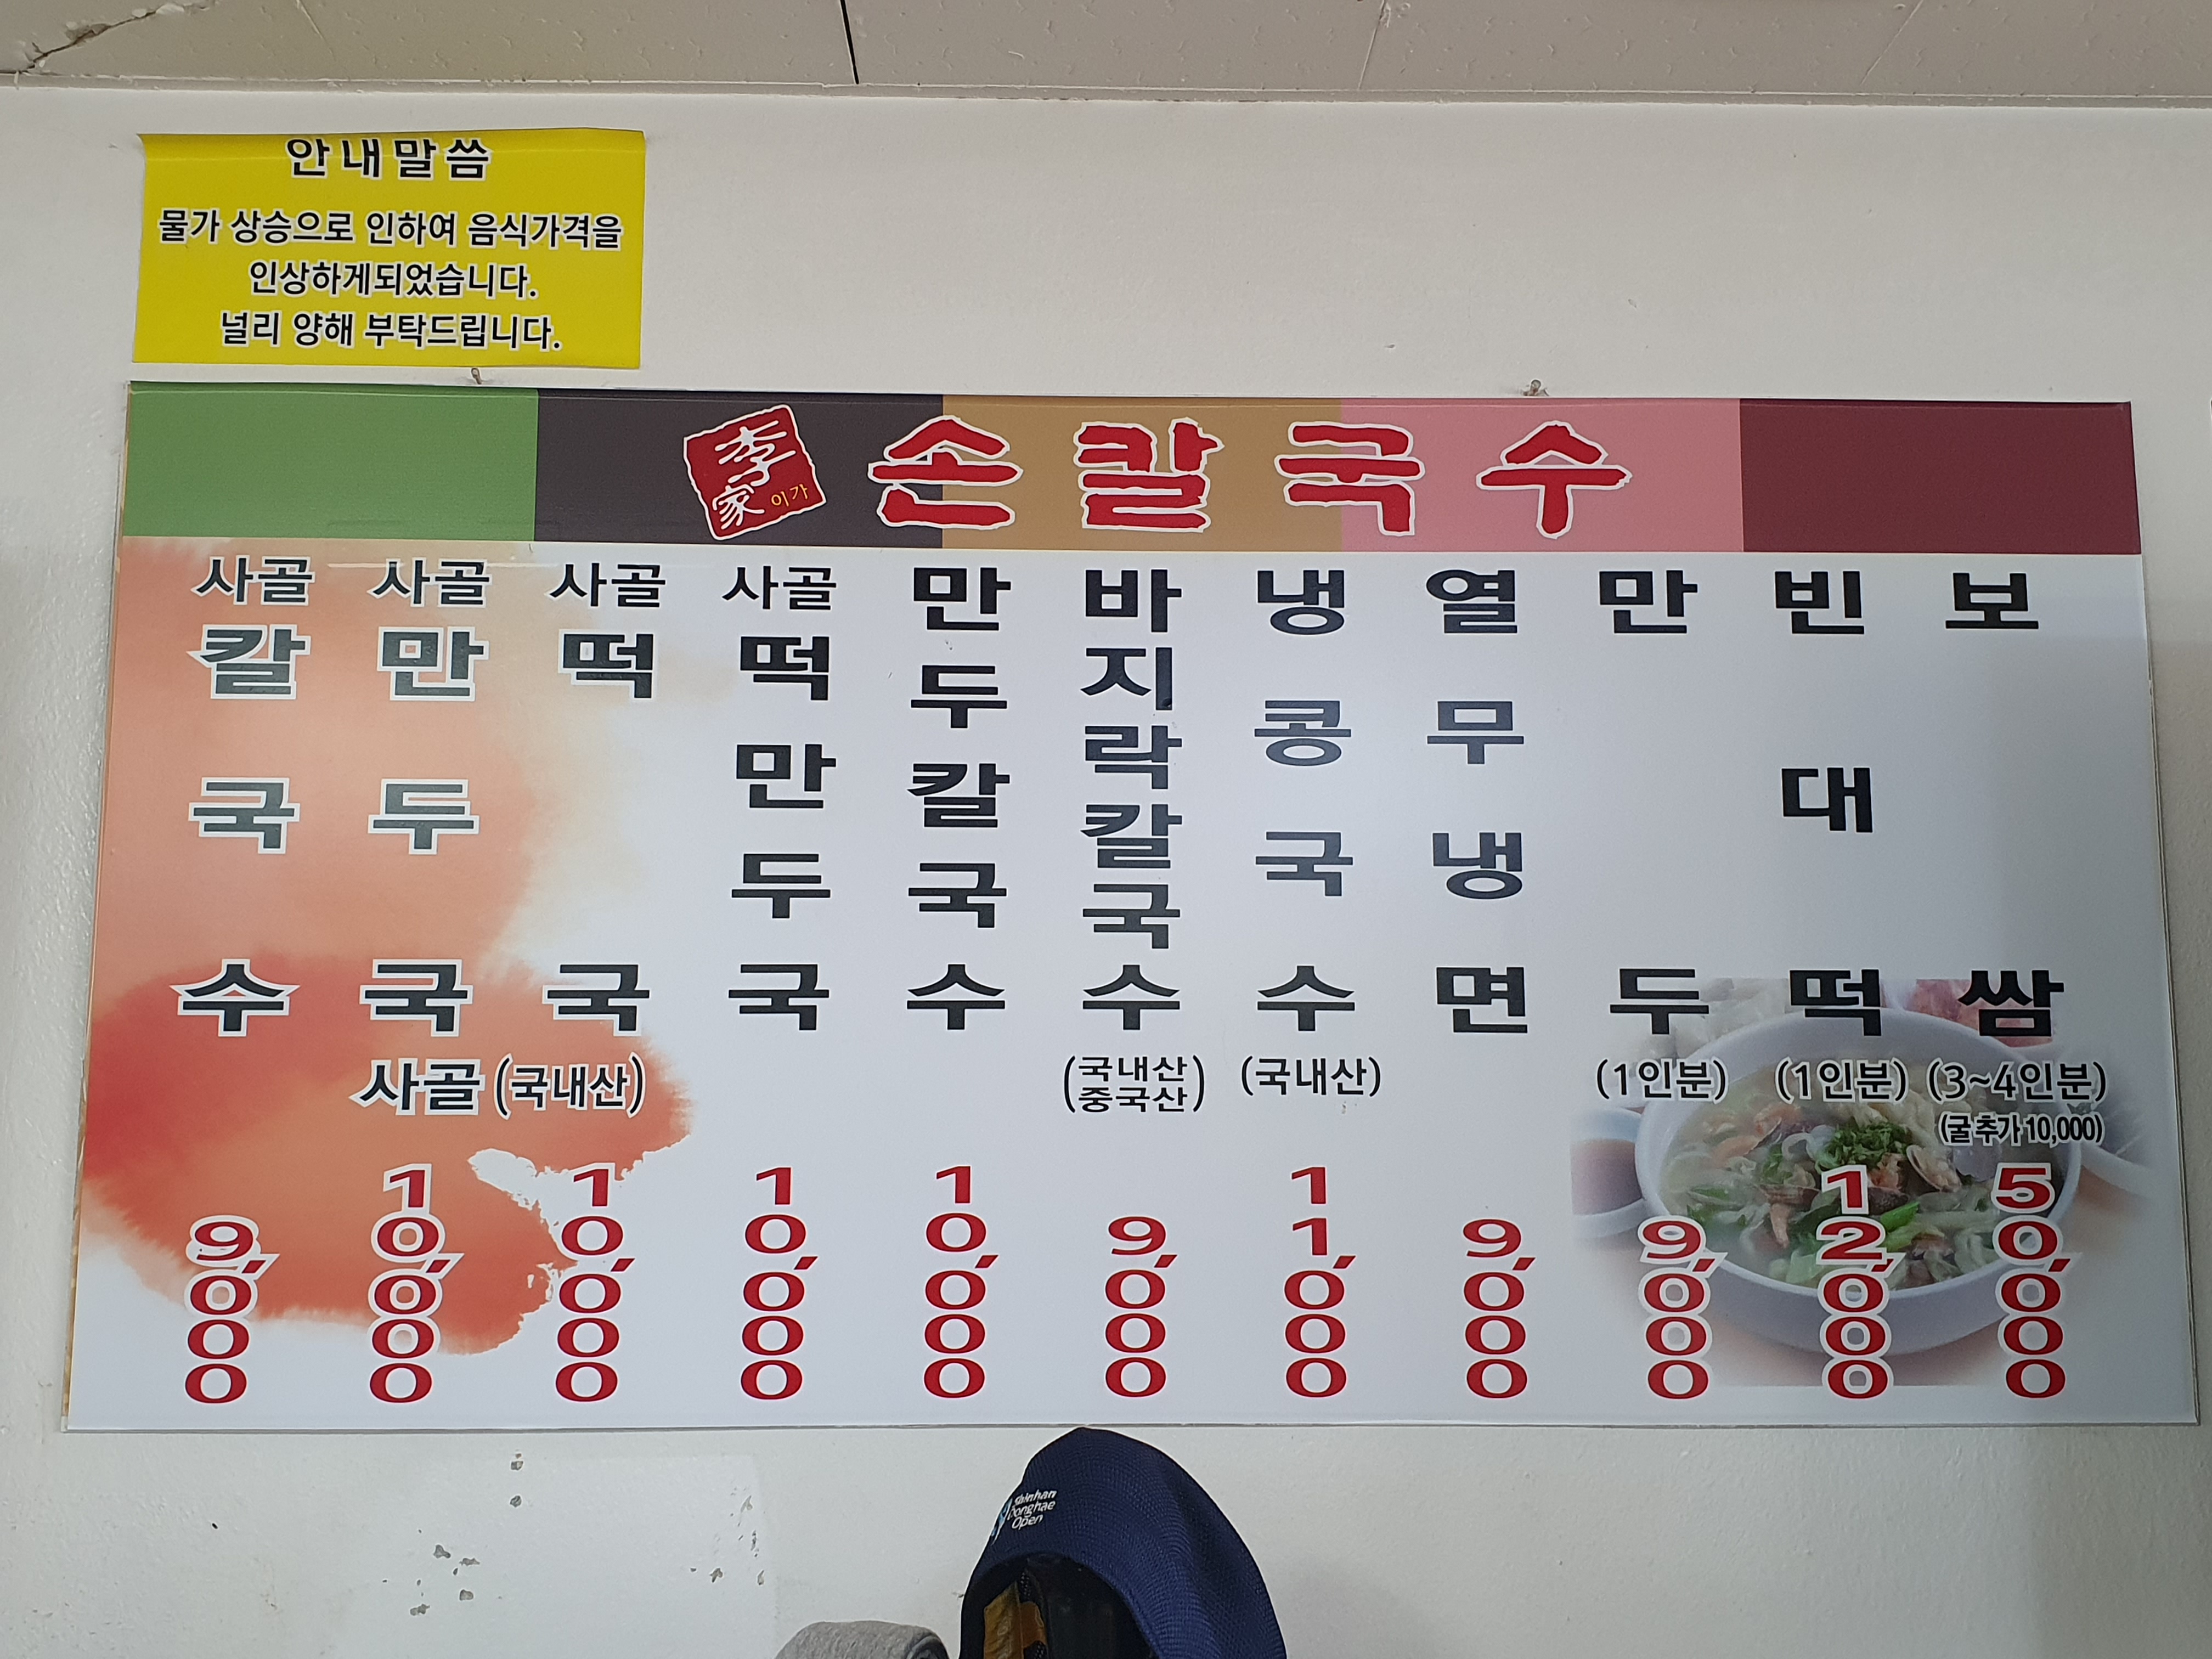 안내말씀
물가 상승으로 인하여 음식가격을
인상하게되었습니다.
널리 양해 부탁드립니다.
李家 이가 손칼국수
사골 칼국수 9,000
사골 만두국 10,000
사골 떡국 10,000
사골(국내산)
사골 떡만두국 10,000
만두칼국수 10,000
바지락칼국수 (국내산 중국산) 9,000
냉콩국수 (국내산) 11,000
열무냉면 9,000
만두 (1인분) 9,000
빈대떡 (1인분) 12,000
보쌈 (3~4인분) (굴추가 10,000) 50,000
Shinhan
Donghae
Open